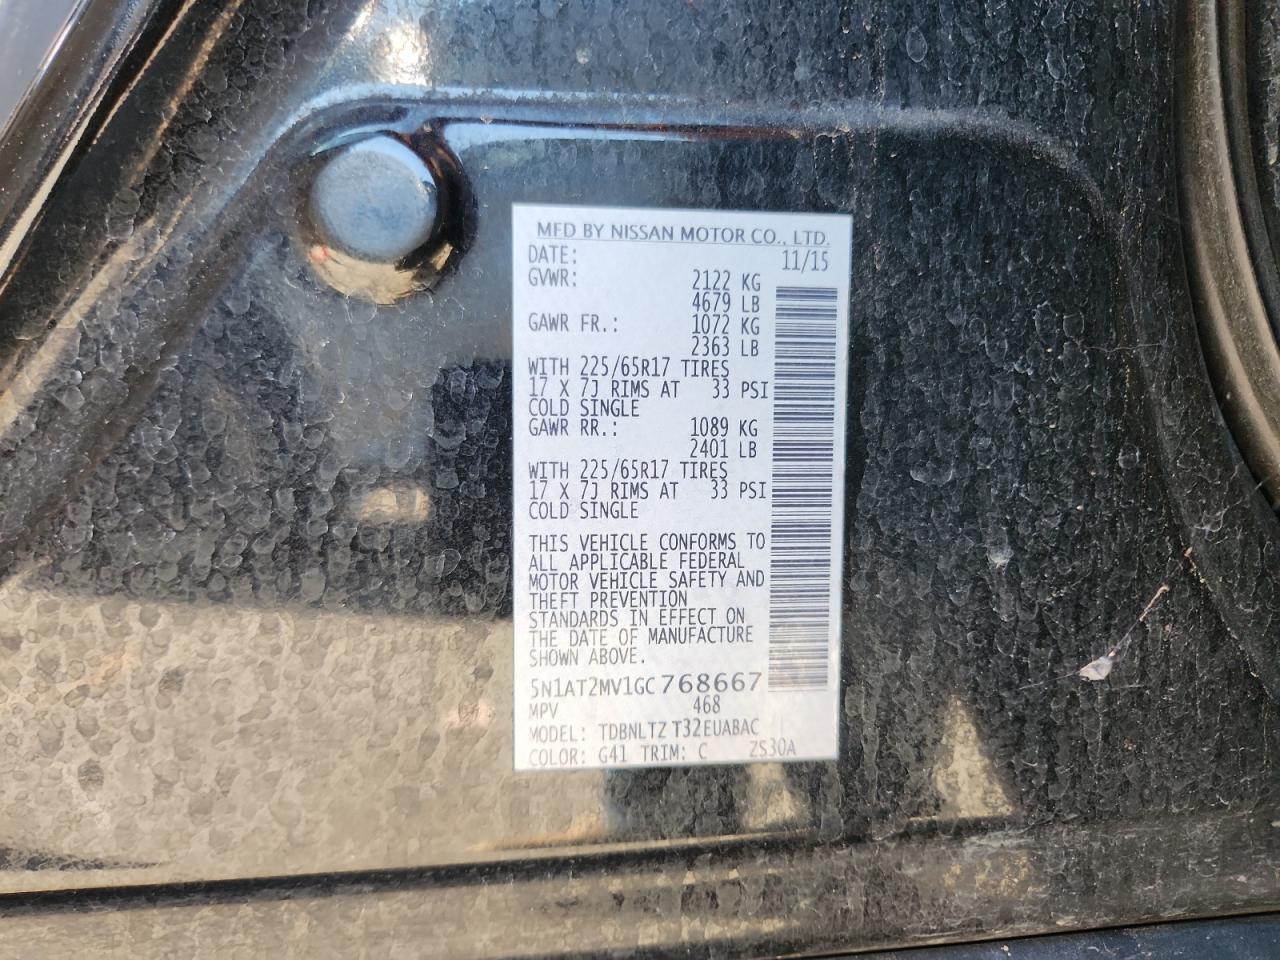 MFD BY NISSAN MOTOR CO., LTD.
DATE: 11/15
GVWR: 2122 KG
4679 LB
GAWR FR.: 1072 KG
2363 LB
WITH 225/65R17 TIRES
17 X 7J RIMS AT 33 PSI
COLD SINGLE
GAWR RR.: 1089 KG
2401 LB
WITH 225/65R17 TIRES
17 X 7J RIMS AT 33 PSI
COLD SINGLE
THIS VEHICLE CONFORMS TO
ALL APPLICABLE FEDERAL
MOTOR VEHICLE SAFETY AND
THEFT PREVENTION
STANDARDS IN EFFECT ON
THE DATE OF MANUFACTURE
SHOWN ABOVE.
5N1AT2MV1GC768667
MPV 468
MODEL: TDBNLTZ T32EUABAC
COLOR: G41 TRIM: C ZS30A